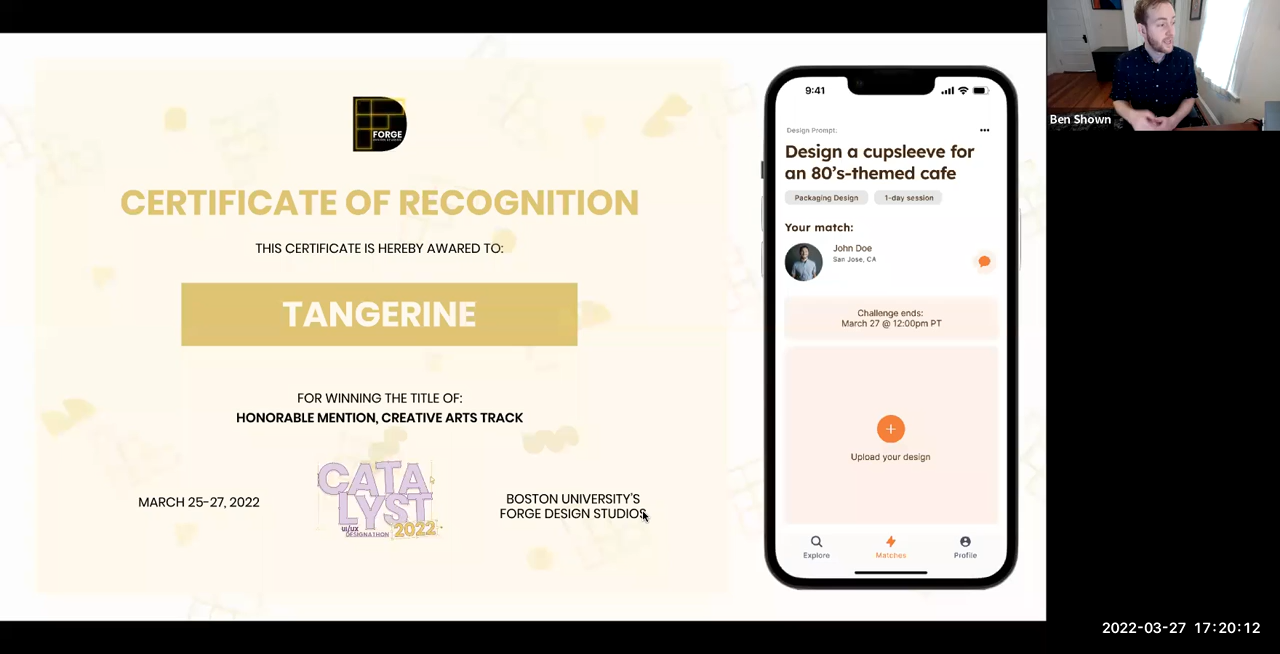 FORGE
CERTIFICATE OF RECOGNITION
THIS CERTIFICATE IS HEREBY AWARED TO:
TANGERINE
FOR WINNING THE TITLE OF:
HONORABLE MENTION, CREATIVE ARTS TRACK
MARCH 25-27, 2022
CATA
LYST
ui/ux
DESIGNATHON
2022
BOSTON UNIVERSITY'S
FORGE DESIGN STUDIOS
9:41
Design Prompt:
Design a cupsleeve for
an 80's-themed cafe
Packaging Design 1-day session
Your match:
John Doe
San Jose, CA
Challenge ends:
March 27 @ 12:00pm PT
Upload your design
Explore Matches Profile
Ben Shown
2022-03-27 17:20:12